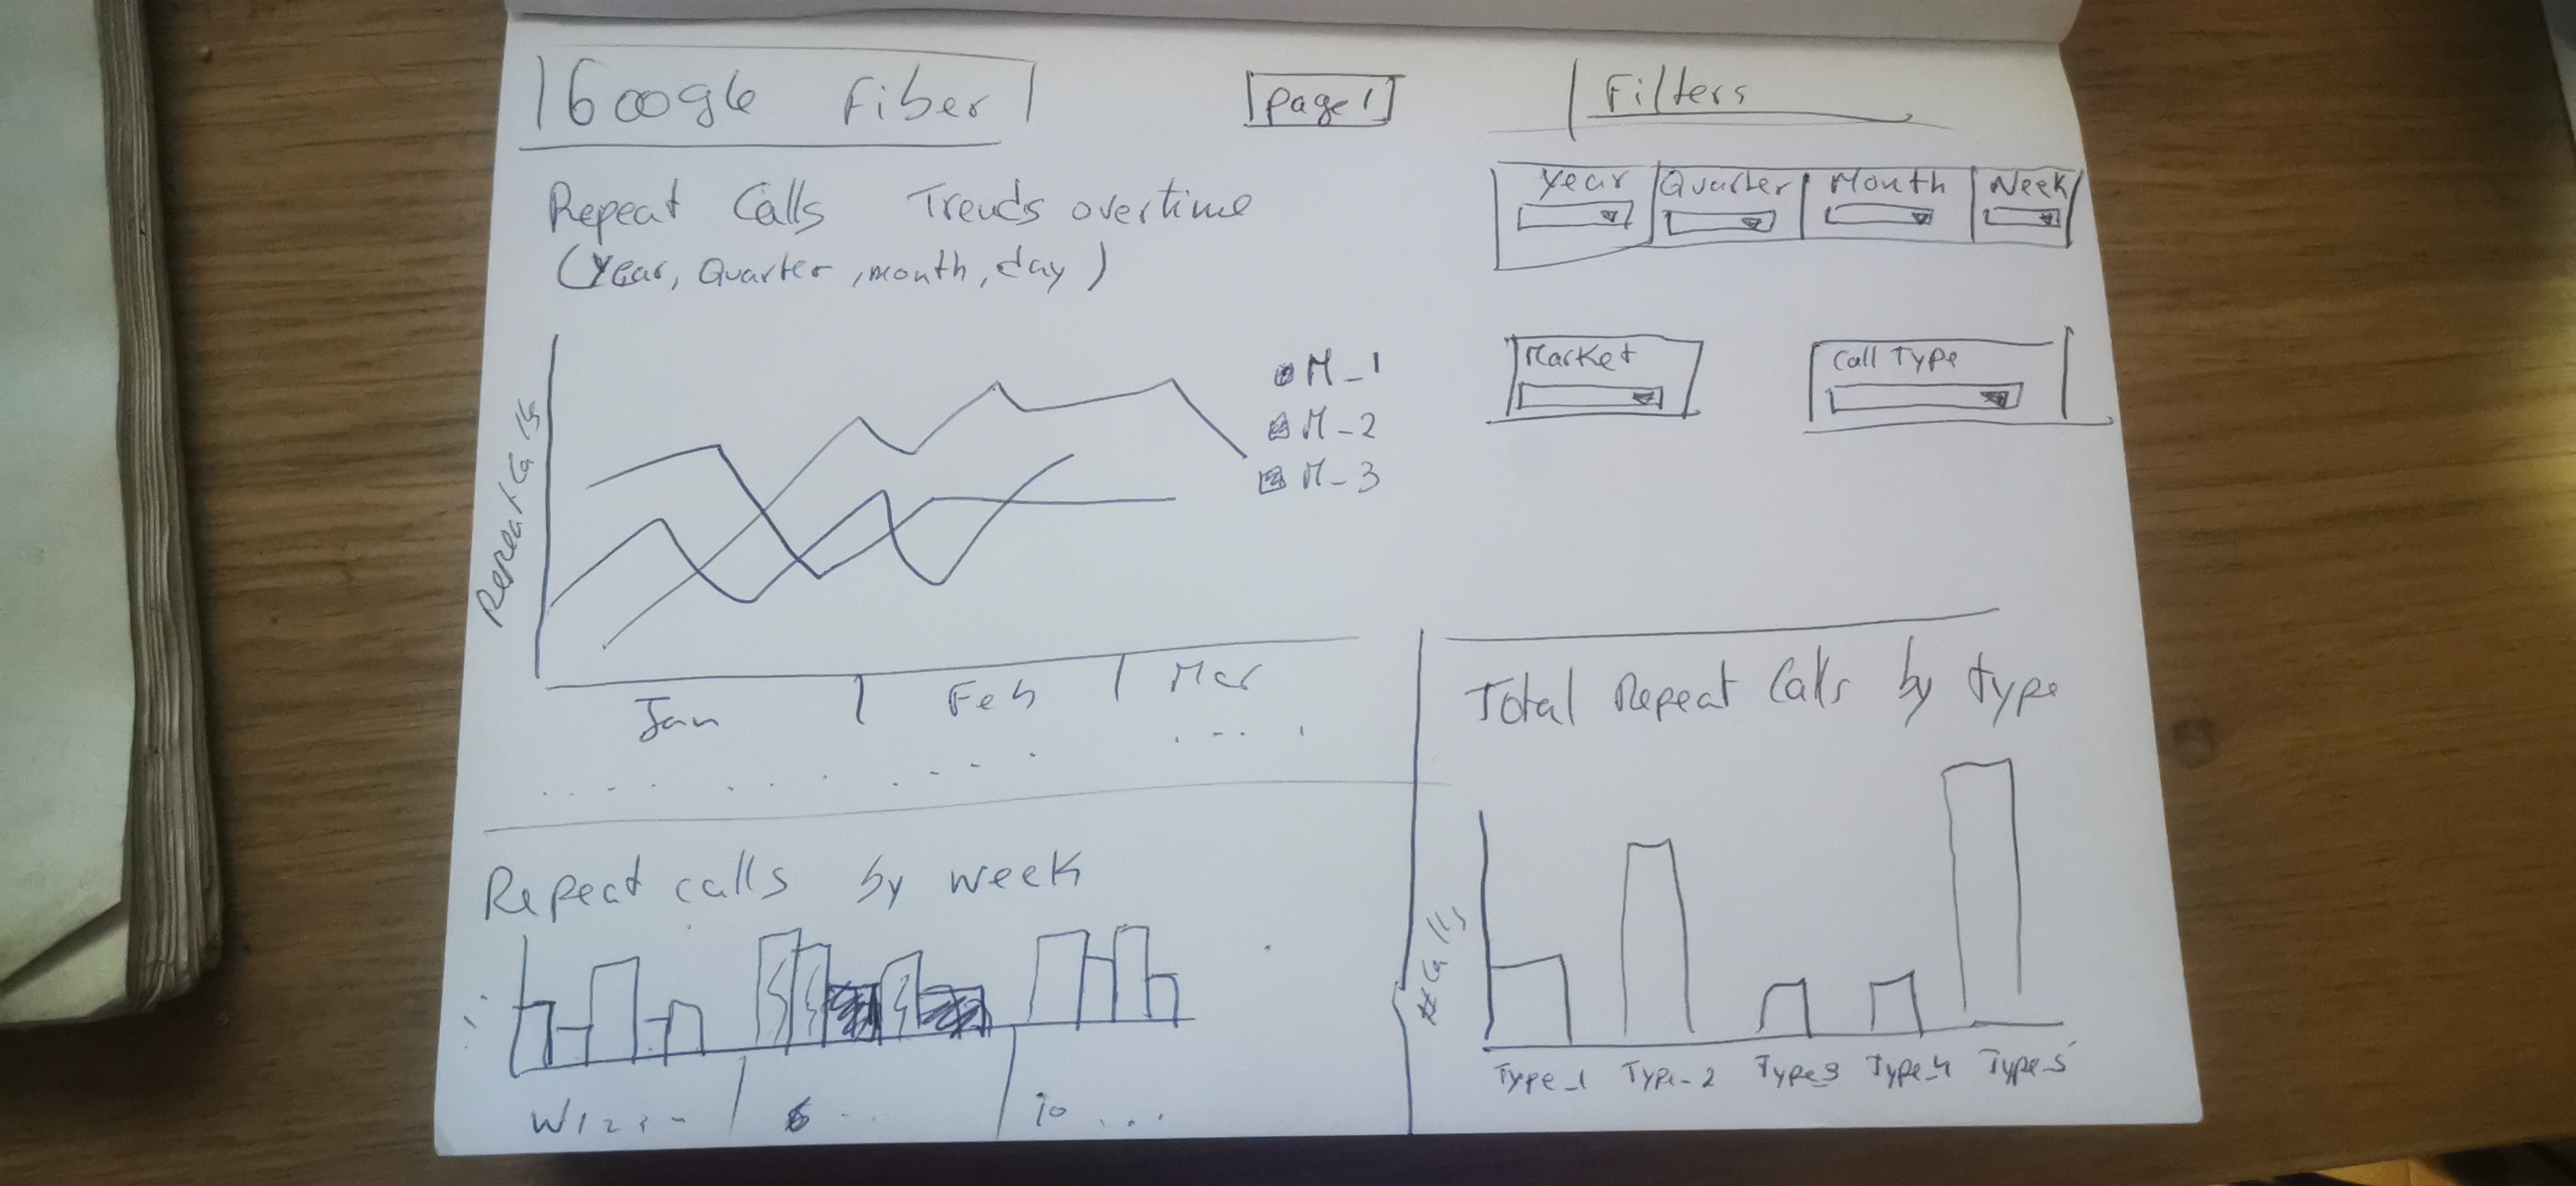 Google Fiber
Page 1
Filters
Repeat Calls Trends overtime
(Year, Quarter, month, day)
Year Quarter Month Week
Market
Call Type
Repeat Calls
M_1
M_2
M_3
Jan Feb Mar
Total Repeat Calls by type
# Calls
Type_1 Type_2 Type_3 Type_4 Type_5
Repeat calls by week
W 1 2 3 6 ... 10 ...